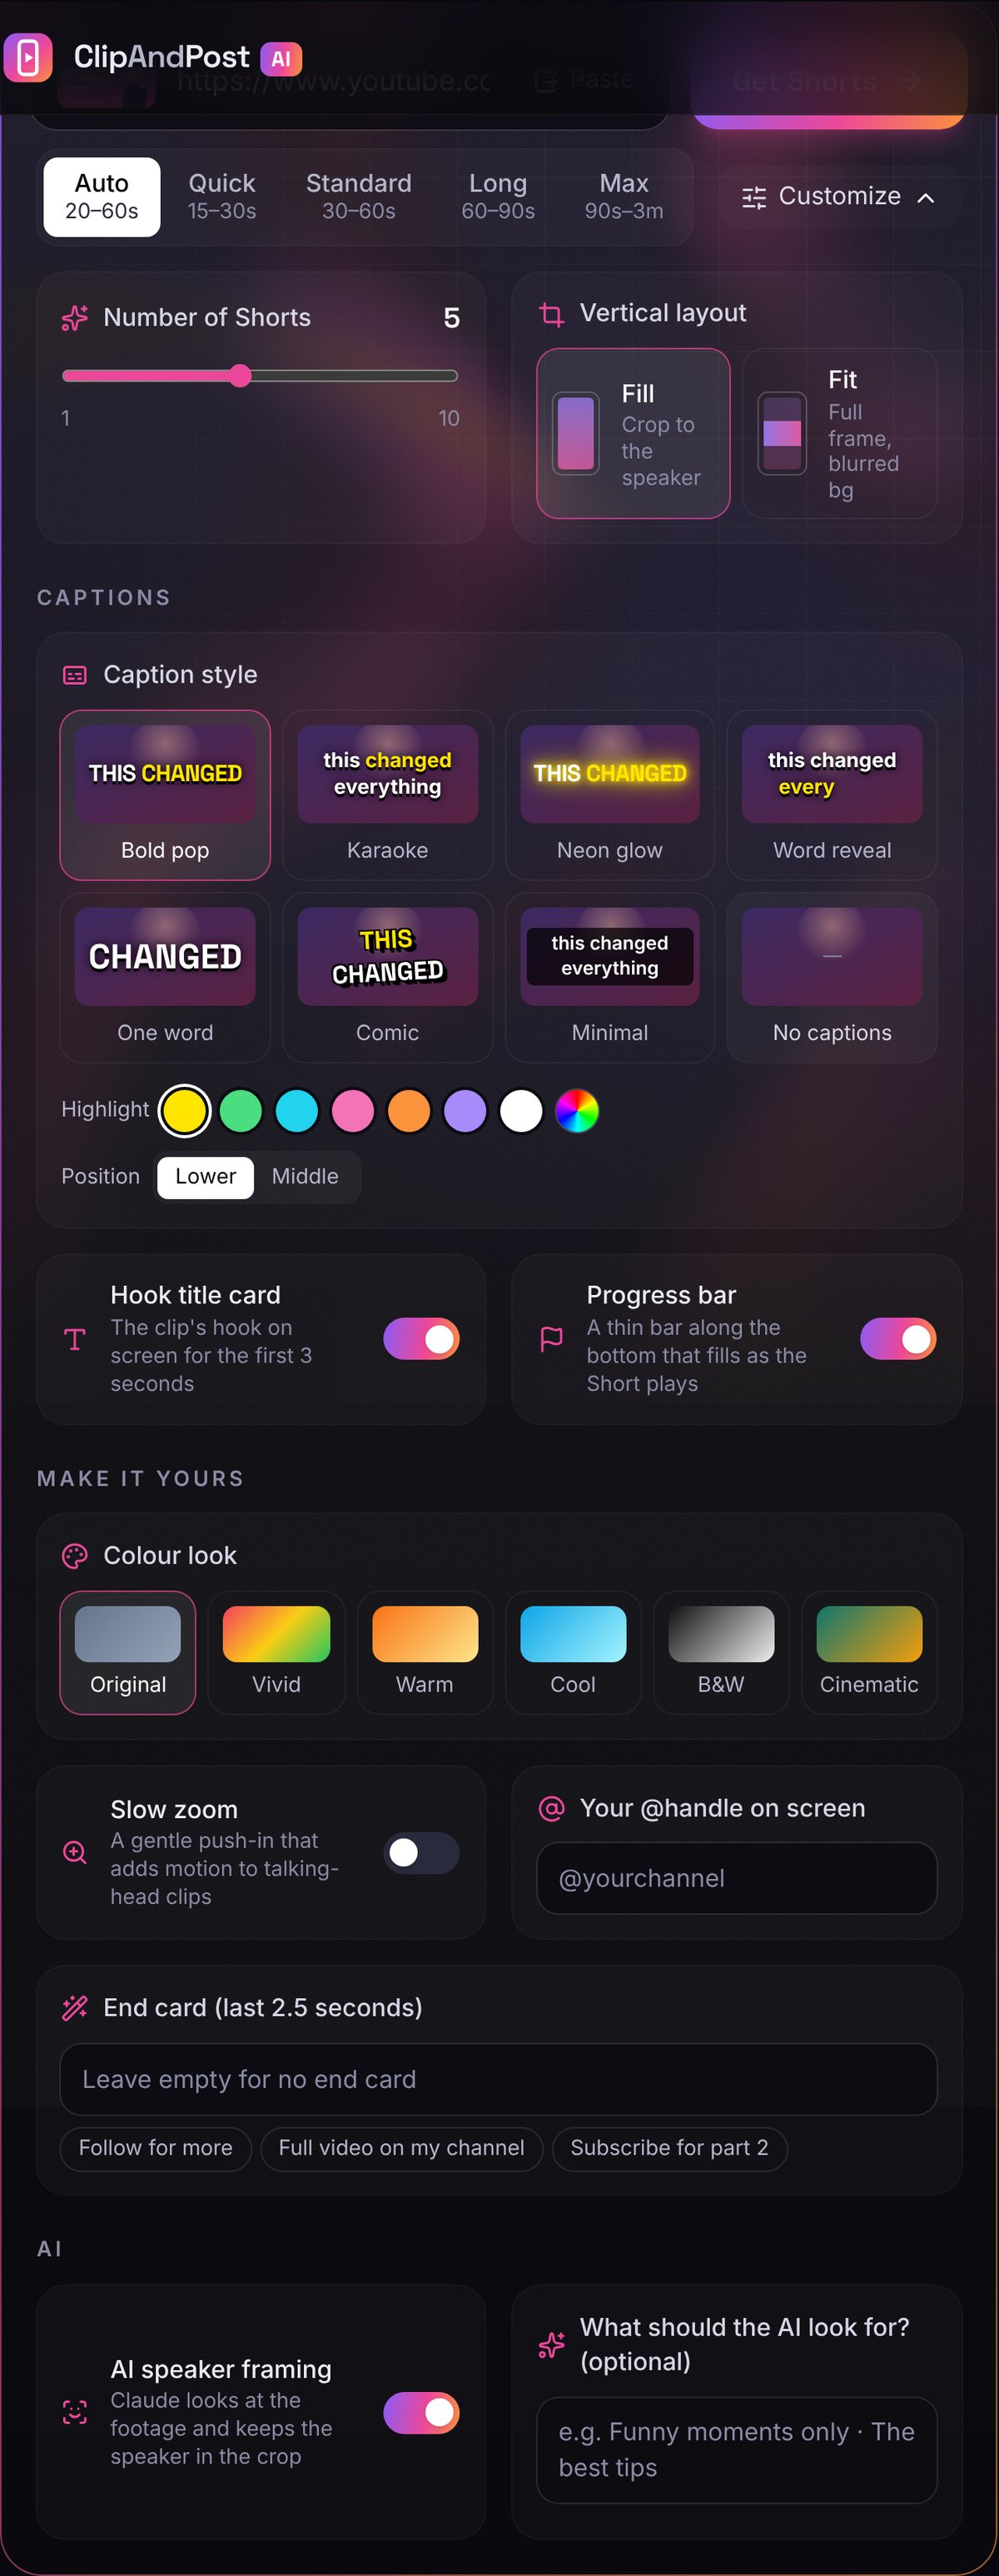 ClipAndPost AI
https://www.youtube.cc Paste
Get Shorts
Auto Quick Standard Long Max
20–60s 15–30s 30–60s 60–90s 90s–3m
Customize
Number of Shorts 5
1 10
Vertical layout
Fill
Crop to
the
speaker
Fit
Full
frame,
blurred
bg
CAPTIONS
Caption style
THIS CHANGED
Bold pop
this changed
everything
Karaoke
THIS CHANGED
Neon glow
this changed
every
Word reveal
CHANGED
One word
THIS
CHANGED
Comic
this changed
everything
Minimal
—
No captions
Highlight
Position Lower Middle
Hook title card
The clip's hook on
screen for the first 3
seconds
Progress bar
A thin bar along the
bottom that fills as the
Short plays
MAKE IT YOURS
Colour look
Original Vivid Warm Cool B&W Cinematic
Slow zoom
A gentle push-in that
adds motion to talking-
head clips
Your @handle on screen
@yourchannel
End card (last 2.5 seconds)
Leave empty for no end card
Follow for more Full video on my channel Subscribe for part 2
AI
AI speaker framing
Claude looks at the
footage and keeps the
speaker in the crop
What should the AI look for?
(optional)
e.g. Funny moments only · The
best tips